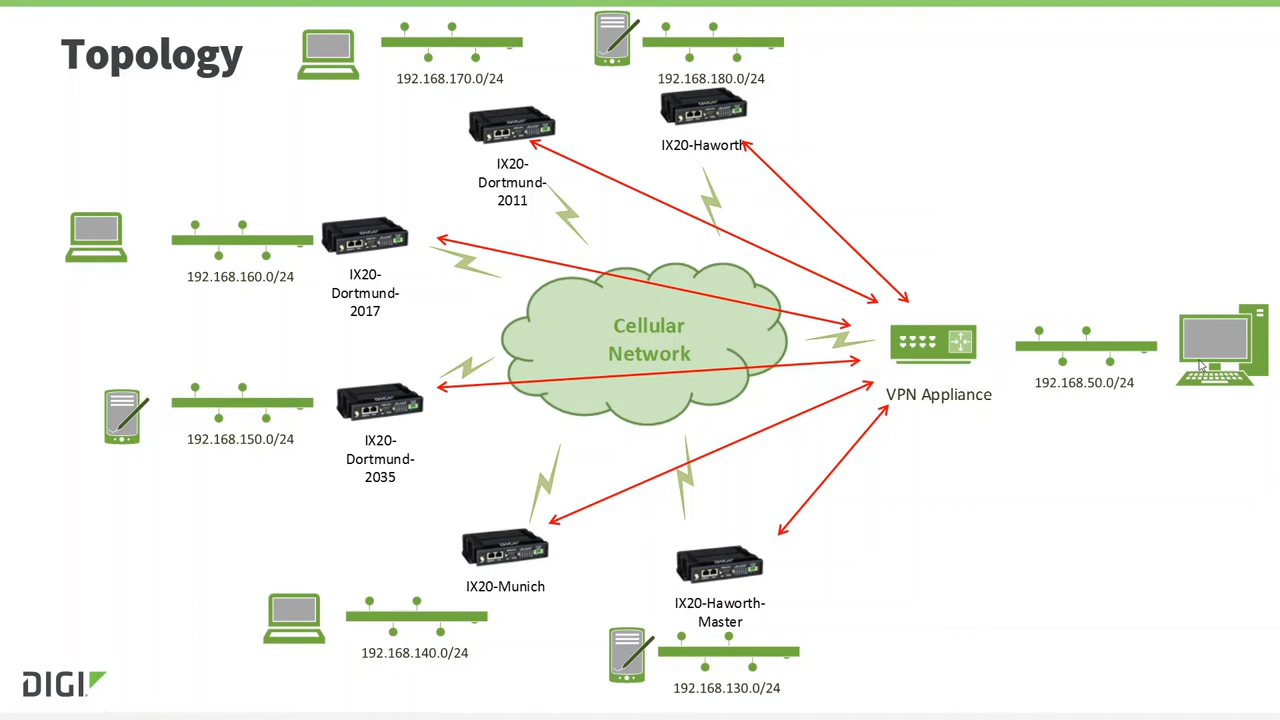 Topology
192.168.170.0/24
192.168.180.0/24
IX20-
Dortmund-
2011
IX20-Haworth
192.168.160.0/24
IX20-
Dortmund-
2017
Cellular
Network
VPN Appliance
192.168.50.0/24
192.168.150.0/24
IX20-
Dortmund-
2035
IX20-Munich
IX20-Haworth-
Master
192.168.140.0/24
192.168.130.0/24
DIGI